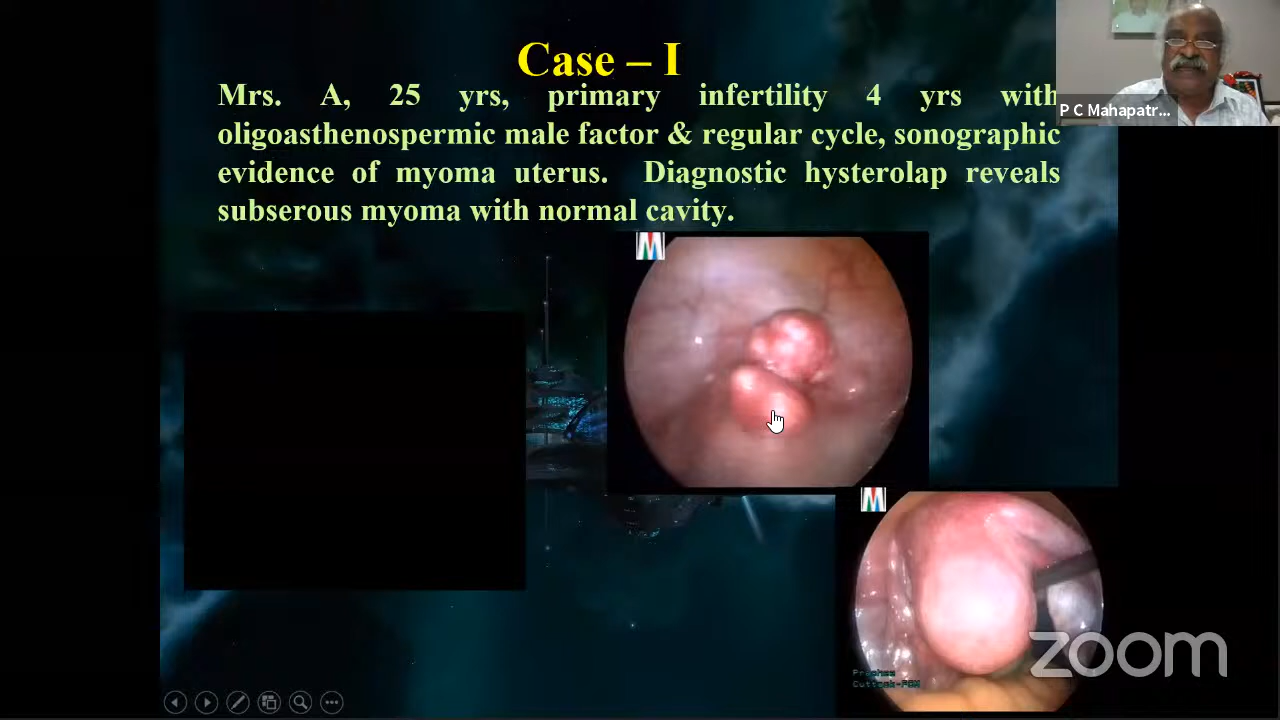 Case – I
Mrs. A, 25 yrs, primary infertility 4 yrs with
oligoasthenospermic male factor & regular cycle, sonographic
evidence of myoma uterus. Diagnostic hysterolap reveals
subserous myoma with normal cavity.
P C Mahapatr...
zoom